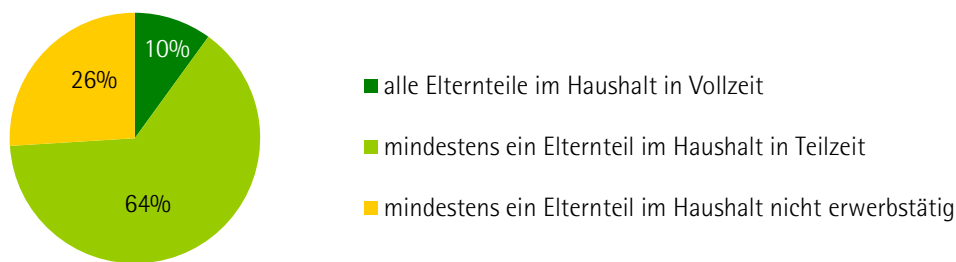 10%
26%
64%
alle Elternteile im Haushalt in Vollzeit
mindestens ein Elternteil im Haushalt in Teilzeit
mindestens ein Elternteil im Haushalt nicht erwerbstätig